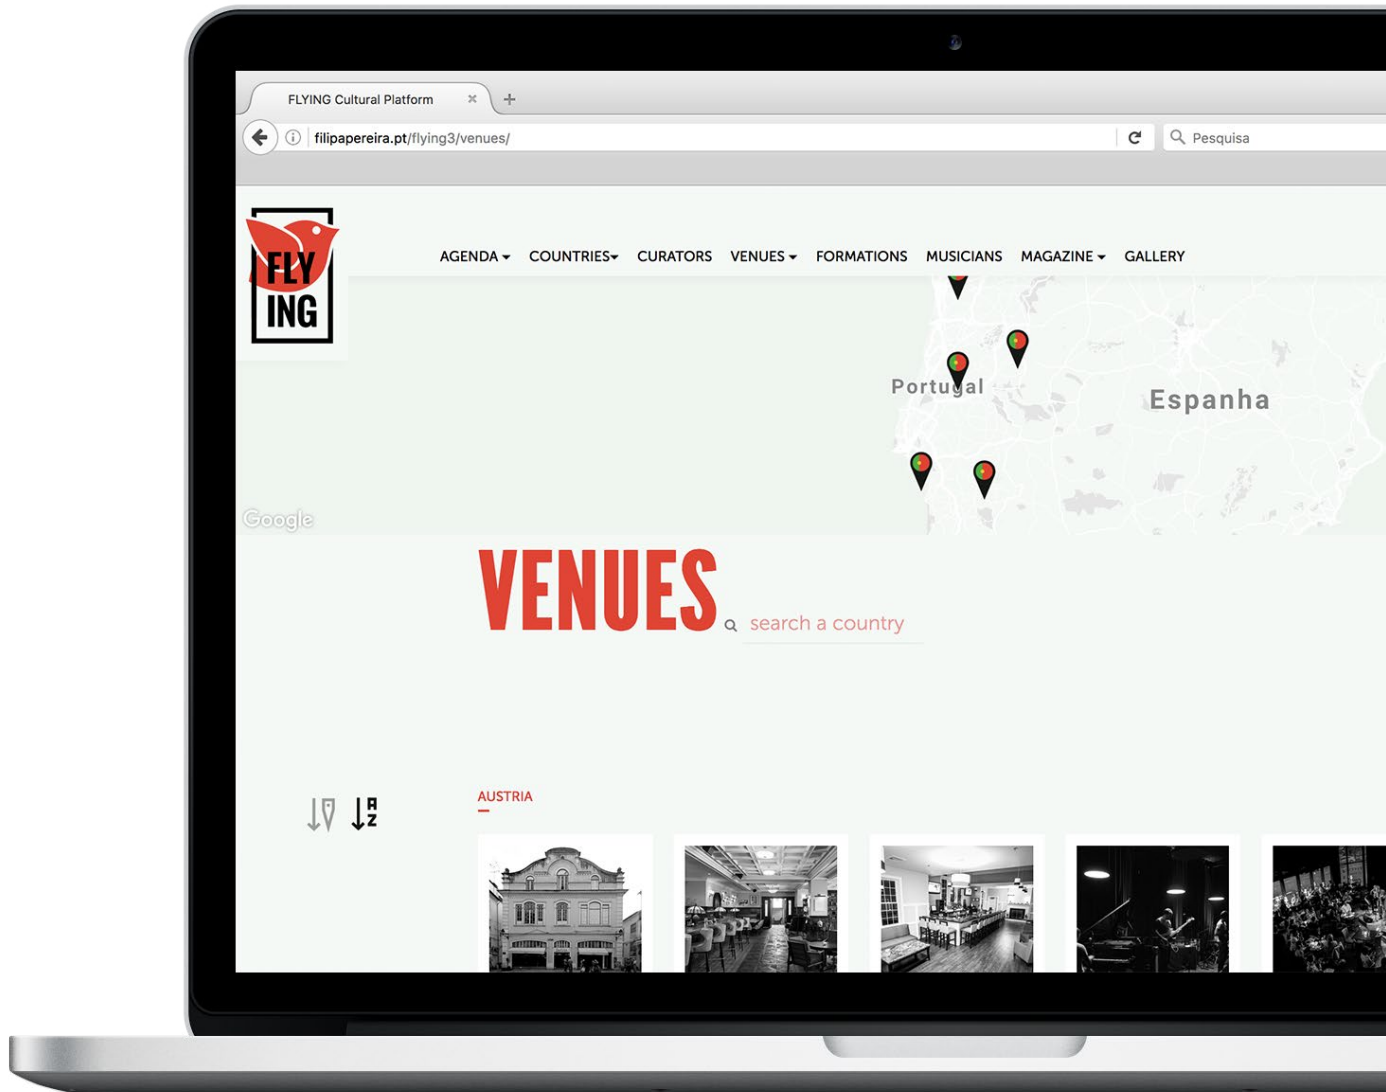 FLYING Cultural Platform
filipapereira.pt/flying3/venues/
Pesquisa
FLY
ING
AGENDA COUNTRIES CURATORS VENUES FORMATIONS MUSICIANS MAGAZINE GALLERY
Portugal
Espanha
Google
VENUES
search a country
A
Z
AUSTRIA